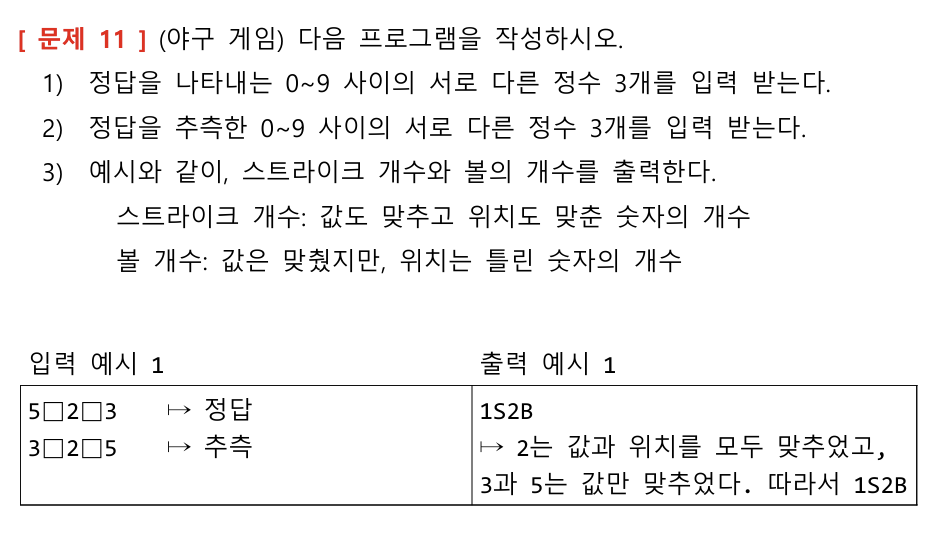 [ 문제 11 ] (야구 게임) 다음 프로그램을 작성하시오.
1) 정답을 나타내는 0~9 사이의 서로 다른 정수 3개를 입력 받는다.
2) 정답을 추측한 0~9 사이의 서로 다른 정수 3개를 입력 받는다.
3) 예시와 같이, 스트라이크 개수와 볼의 개수를 출력한다.
스트라이크 개수: 값도 맞추고 위치도 맞춘 숫자의 개수
볼 개수: 값은 맞췄지만, 위치는 틀린 숫자의 개수
입력 예시 1
5□2□3 ↦ 정답
3□2□5 ↦ 추측
출력 예시 1
1S2B
↦ 2는 값과 위치를 모두 맞추었고,
3과 5는 값만 맞추었다. 따라서 1S2B